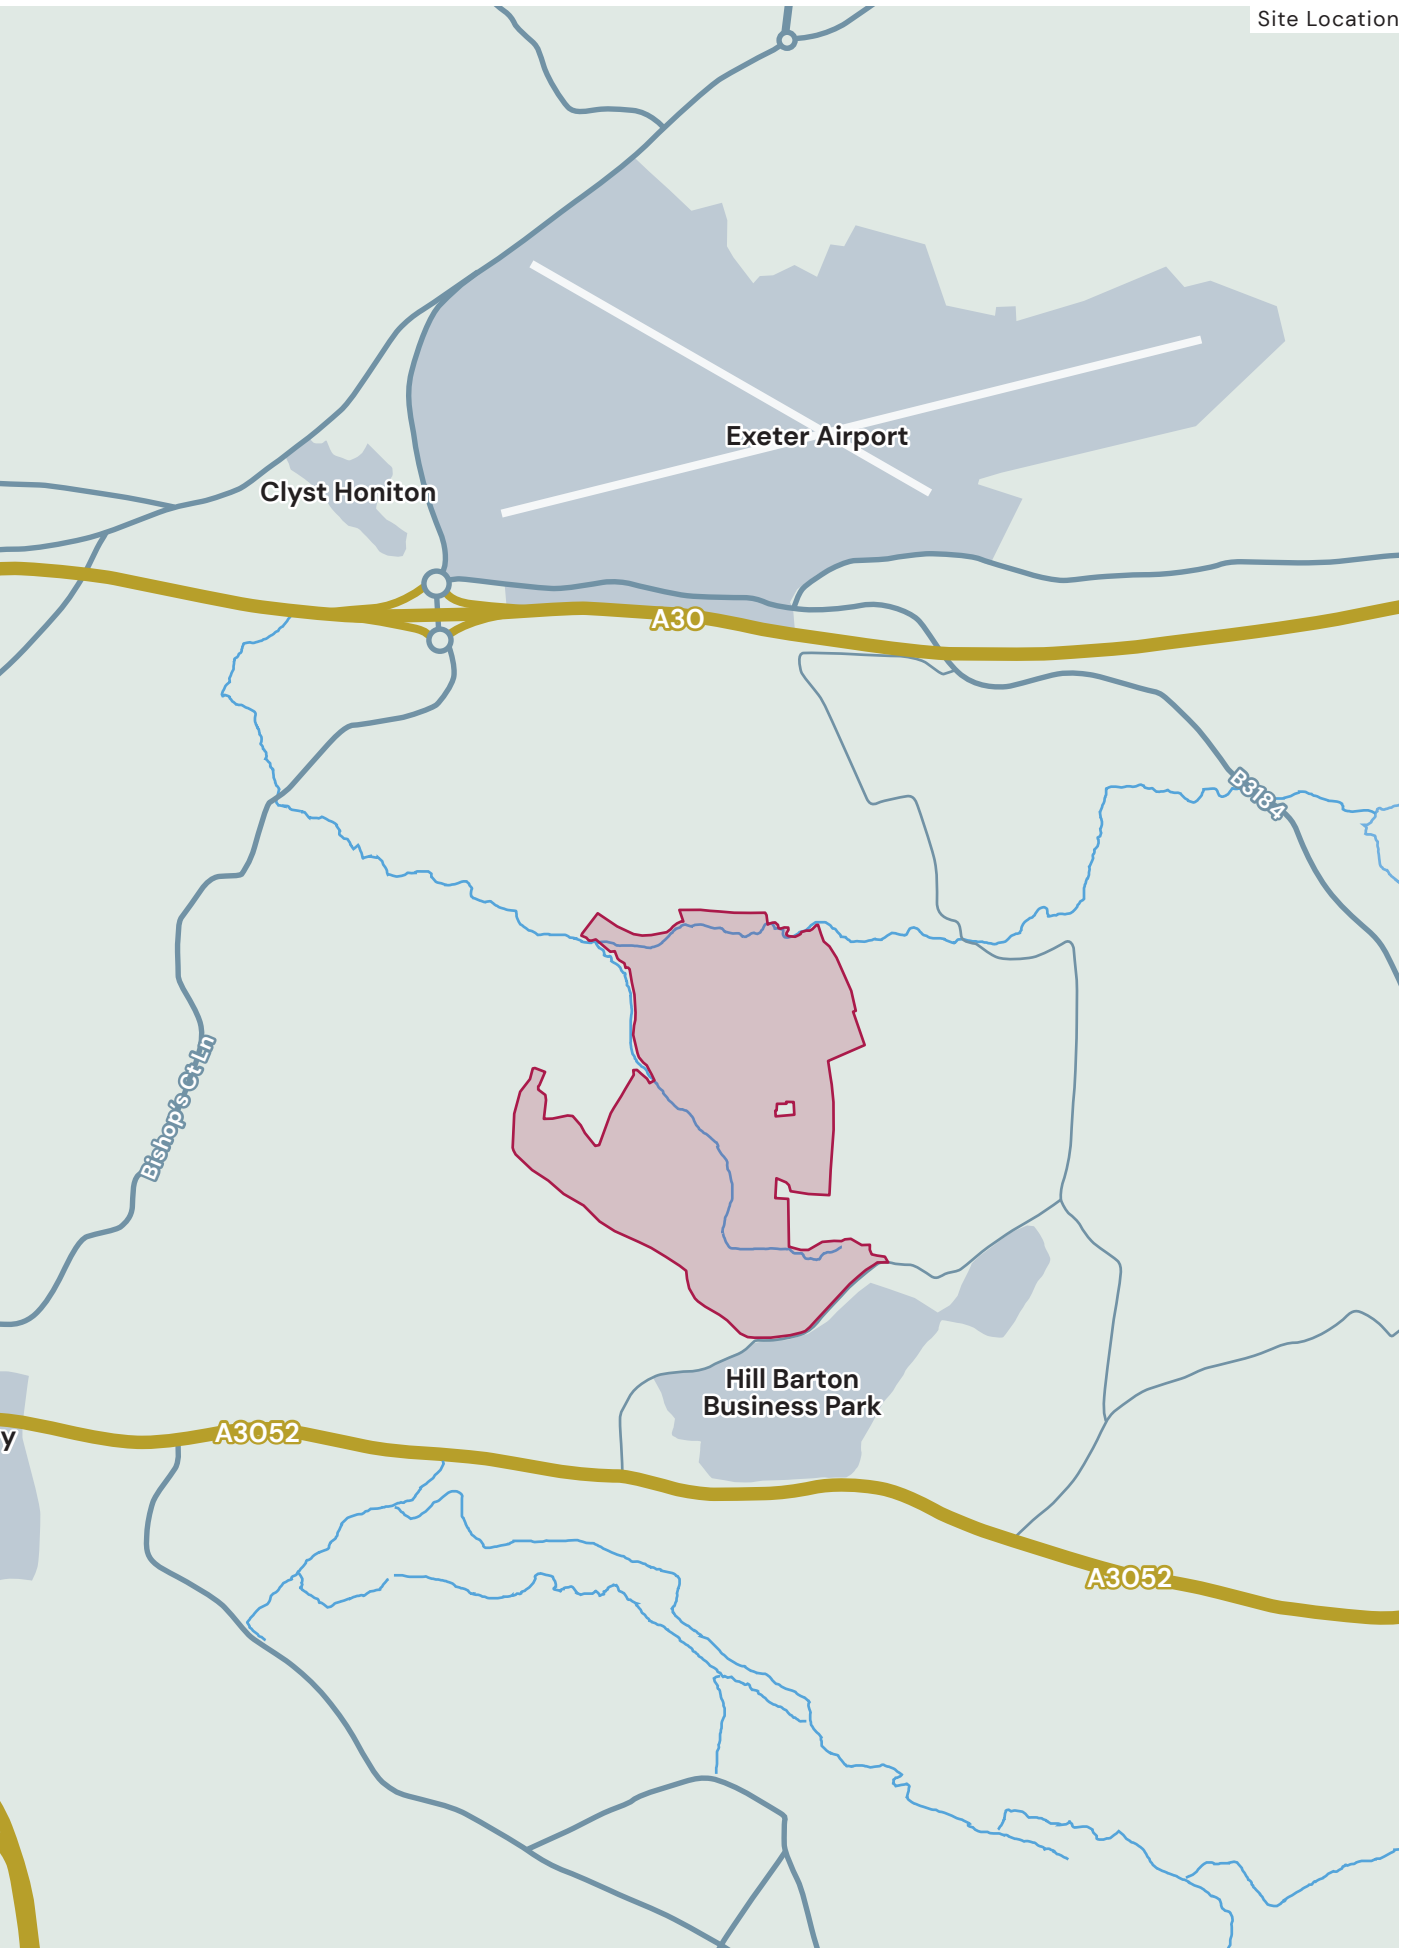 Site Location
Exeter Airport
Clyst Honiton
A30
B3184
Bishop's Ct Ln
Hill Barton
Business Park
A3052
y
A3052